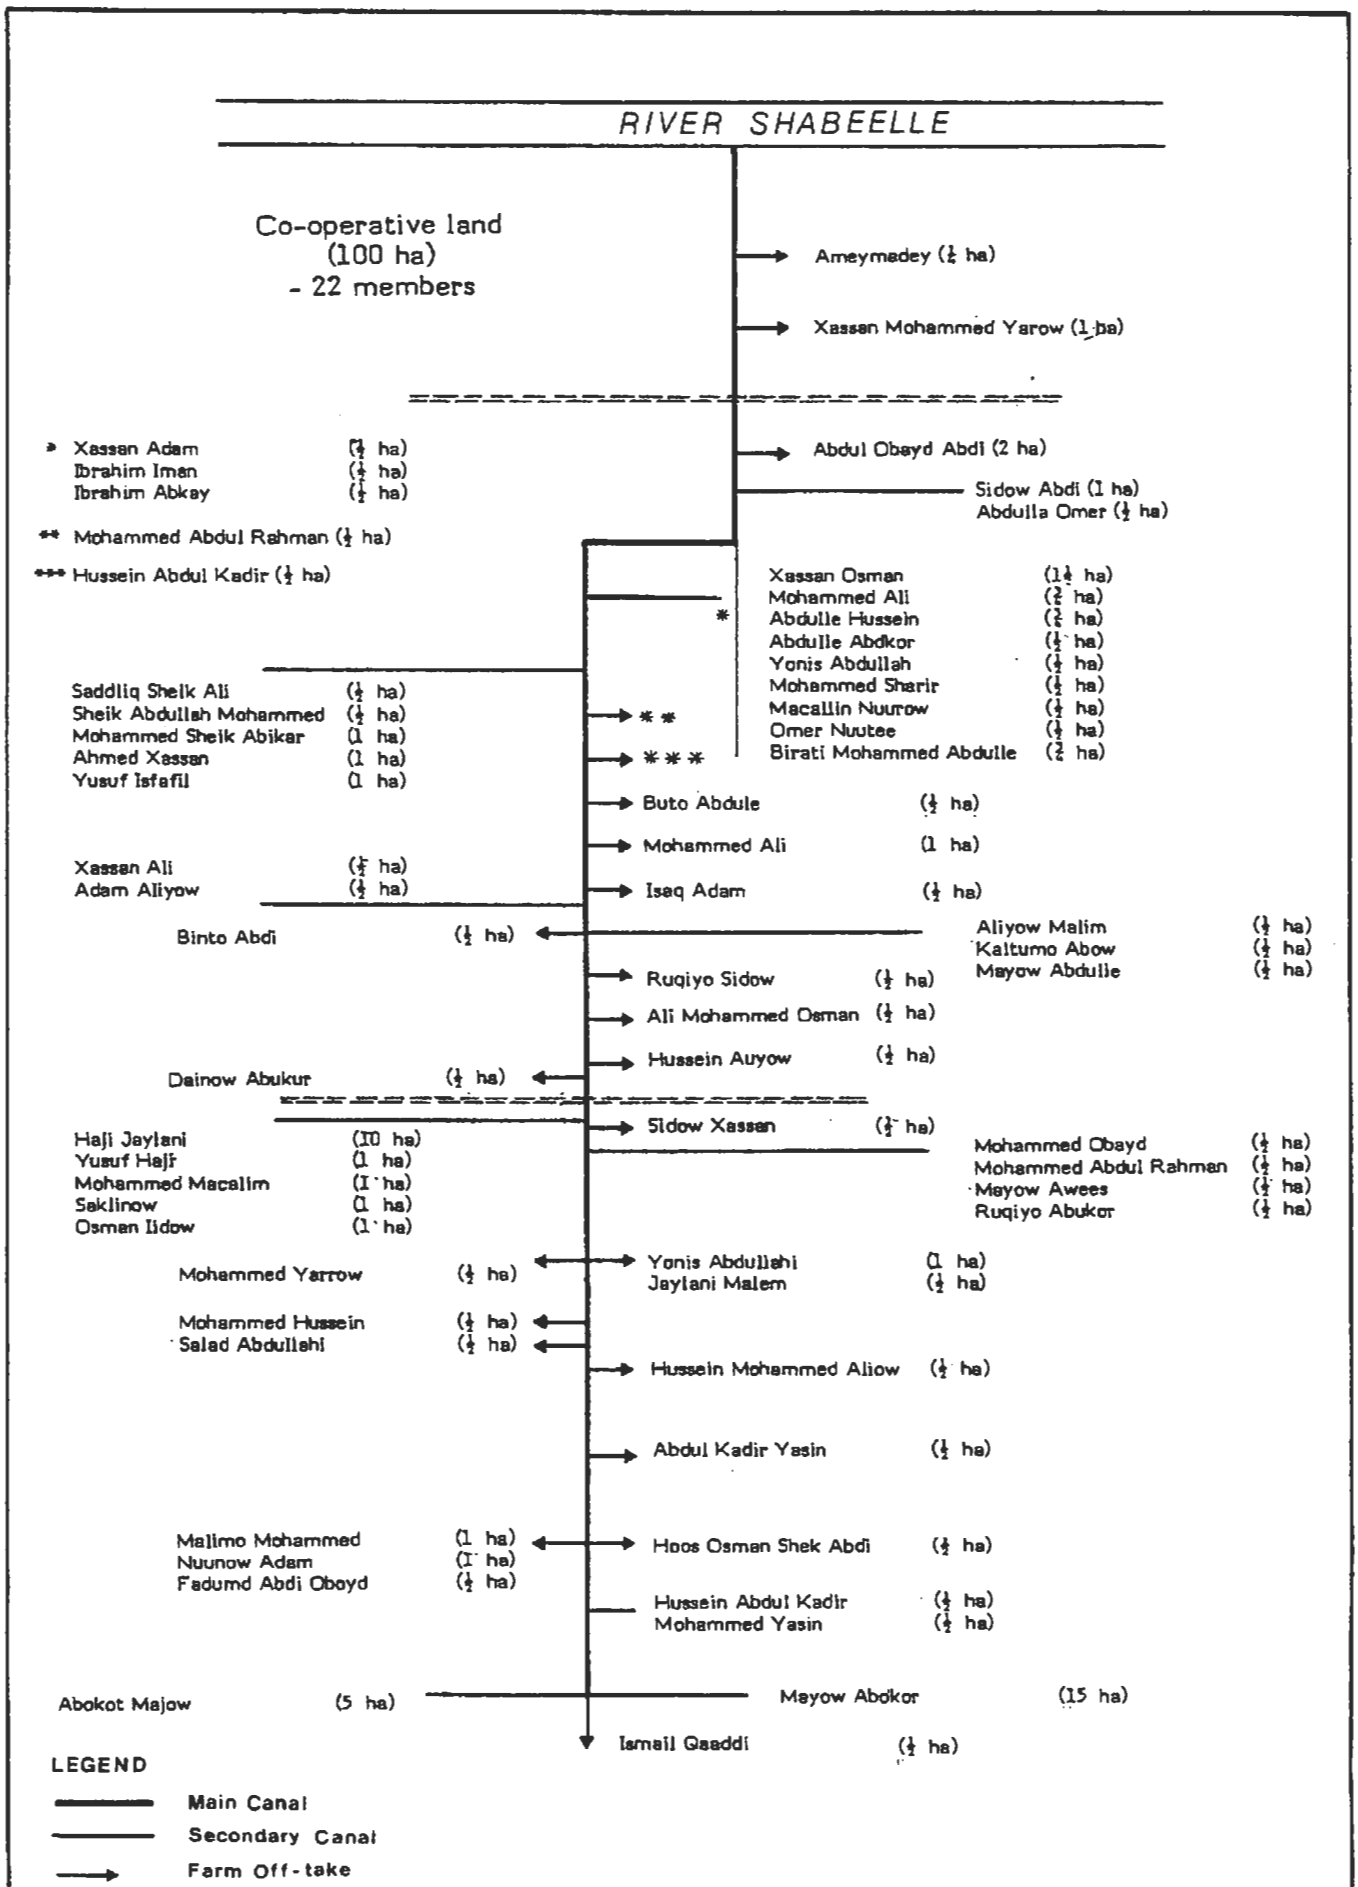 RIVER SHABEELLE
Co-operative land
(100 ha)
- 22 members
Ameymadey (¼ ha)
Xassan Mohammed Yarow (1 ha)
* Xassan Adam (½ ha)
Ibrahim Iman (½ ha)
Ibrahim Abkay (½ ha)
** Mohammed Abdul Rahman (½ ha)
*** Hussein Abdul Kadir (½ ha)
Abdul Obayd Abdi (2 ha)
Sidow Abdi (1 ha)
Abdulla Omer (½ ha)
Xassan Osman (1½ ha)
Mohammed Ali (¾ ha)
Abdulle Hussein (¾ ha)
Abdulle Abdkor (½ ha)
Yonis Abdullah (½ ha)
Mohammed Sharir (½ ha)
Macallin Nuurow (½ ha)
Omer Nuutee (½ ha)
Birati Mohammed Abdulle (¾ ha)
*
Saddliq Sheik Ali (½ ha)
Sheik Abdullah Mohammed (½ ha)
Mohammed Sheik Abikar (1 ha)
Ahmed Xassan (1 ha)
Yusuf Isfafil (1 ha)
* *
* * *
Buto Abdule (½ ha)
Mohammed Ali (1 ha)
Isaq Adam (½ ha)
Xassan Ali (½ ha)
Adam Aliyow (½ ha)
Binto Abdi (½ ha)
Aliyow Malim (½ ha)
Kaltumo Abow (½ ha)
Mayow Abdulle (½ ha)
Ruqiyo Sidow (½ ha)
Ali Mohammed Osman (½ ha)
Hussein Auyow (½ ha)
Dainow Abukur (½ ha)
Sidow Xassan (½ ha)
Haji Jaylani (10 ha)
Yusuf Haji (1 ha)
Mohammed Macalim (1 ha)
Saklinow (1 ha)
Osman Iidow (1 ha)
Mohammed Obayd (½ ha)
Mohammed Abdul Rahman (½ ha)
Mayow Awees (½ ha)
Ruqiyo Abukor (½ ha)
Mohammed Yarrow (½ ha)
Yonis Abdullahi (1 ha)
Jaylani Malem (½ ha)
Mohammed Hussein (½ ha)
Salad Abdullahi (½ ha)
Hussein Mohammed Aliow (½ ha)
Abdul Kadir Yasin (½ ha)
Malimo Mohammed (1 ha)
Nuunow Adam (1 ha)
Fadumd Abdi Obayd (½ ha)
Hoos Osman Shek Abdi (½ ha)
Hussein Abdul Kadir (½ ha)
Mohammed Yasin (½ ha)
Abokot Majow (5 ha)
Mayow Abokor (15 ha)
Ismail Qaaddi (½ ha)
LEGEND
Main Canal
Secondary Canal
Farm Off-take